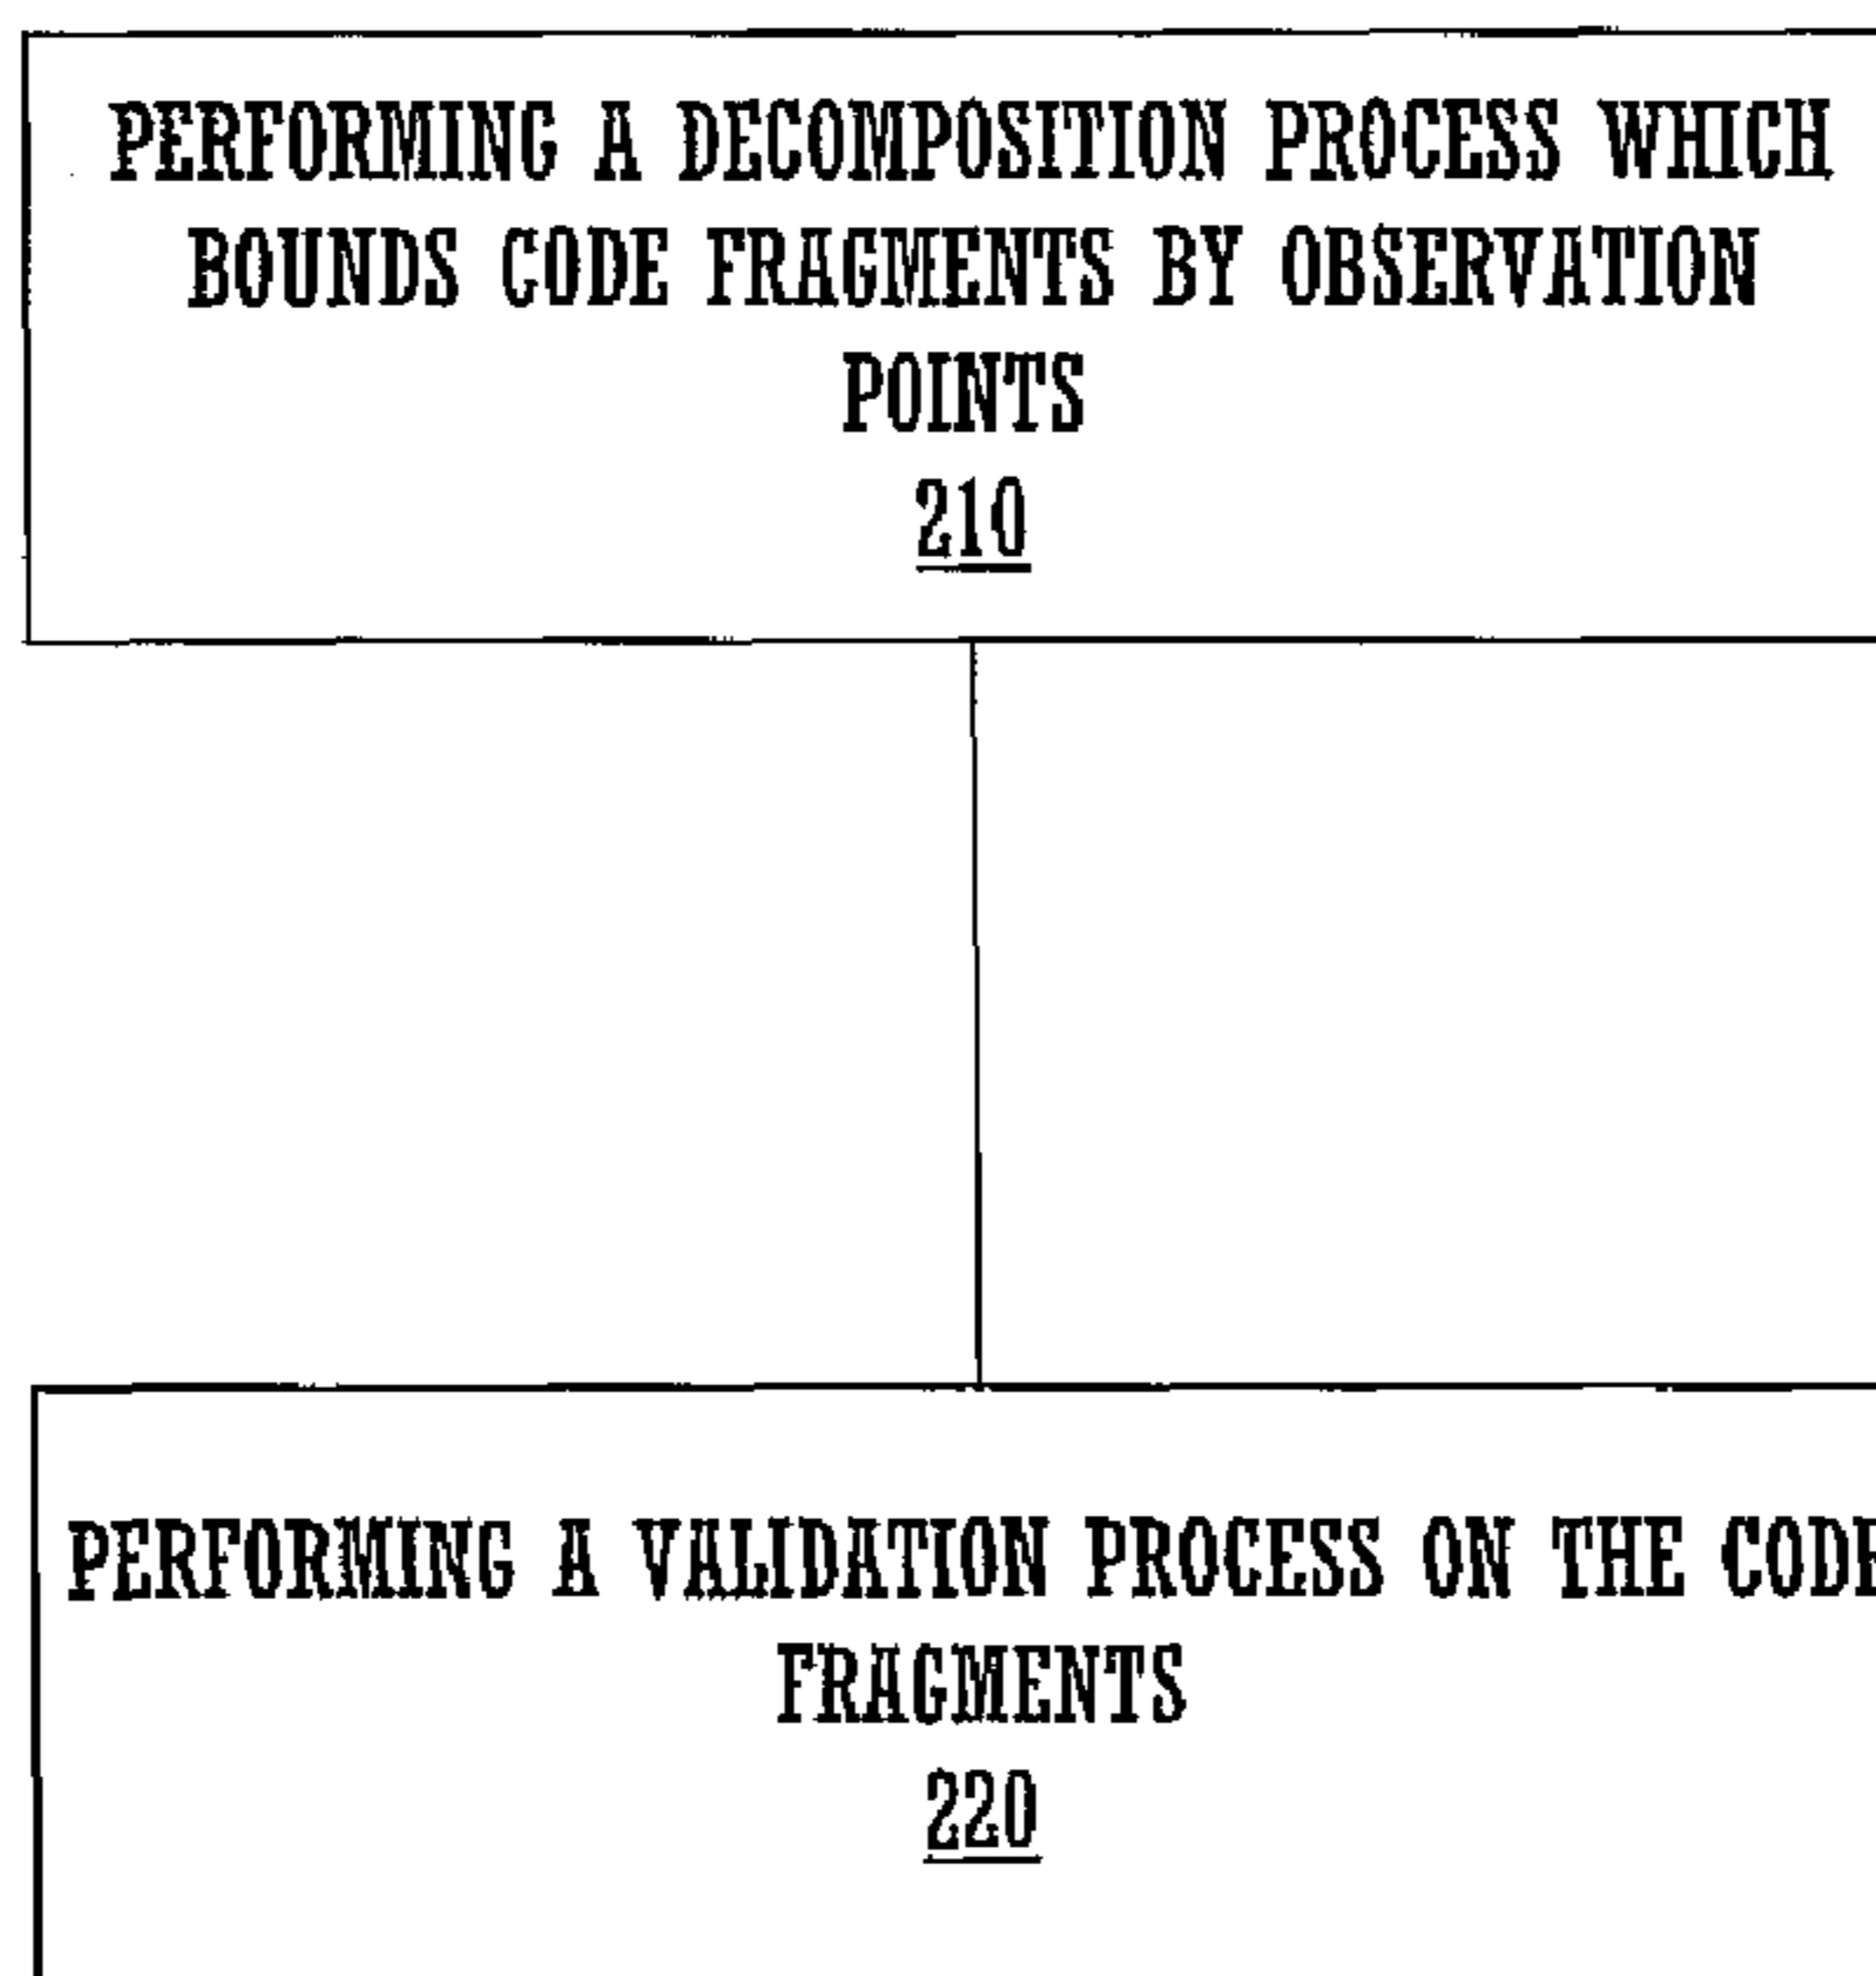 PERFORMING A DECOMPOSITION PROCESS WHICH
BOUNDS CODE FRAGMENTS BY OBSERVATION
POINTS
210
PERFORMING A VALIDATION PROCESS ON THE CODE
FRAGMENTS
220